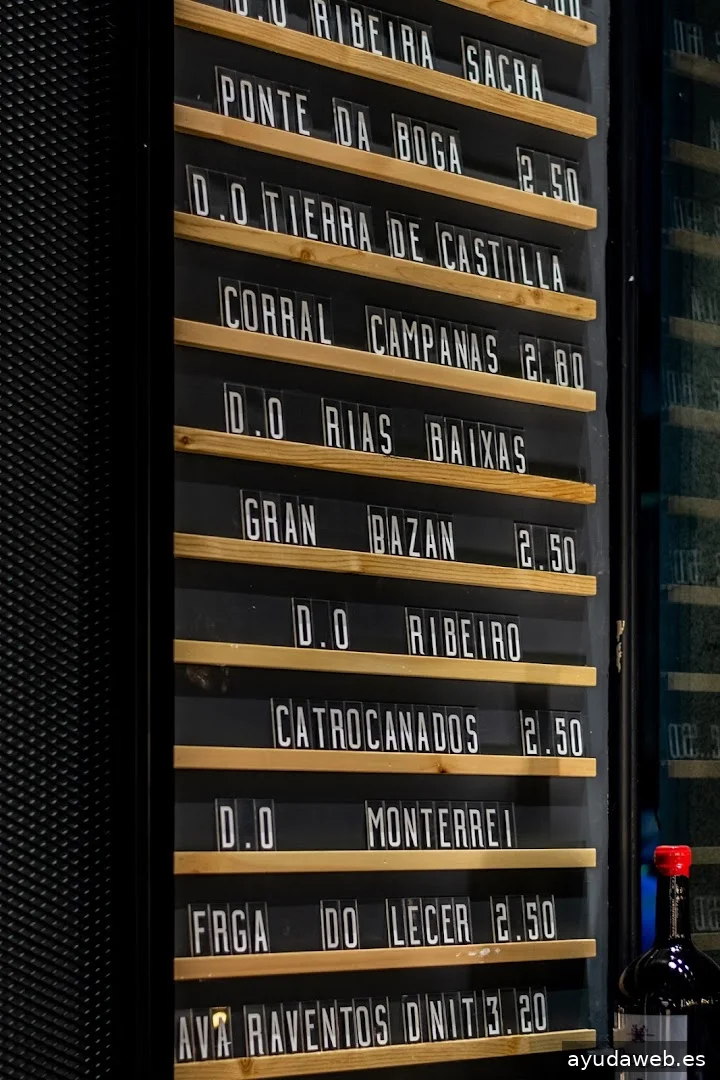 D.O RIBEIRA SACRA
PONTE DA BOGA 2.50
D.O TIERRA DE CASTILLA
CORRAL CAMPANAS 2.80
D.O RIAS BAIXAS
GRAN BAZAN 2.50
D.O RIBEIRO
CATROCANADOS 2.50
D.O MONTERREI
FRGA DO LECER 2.50
AVA RAVENTOS DNIT 3.20
ayudaweb.es